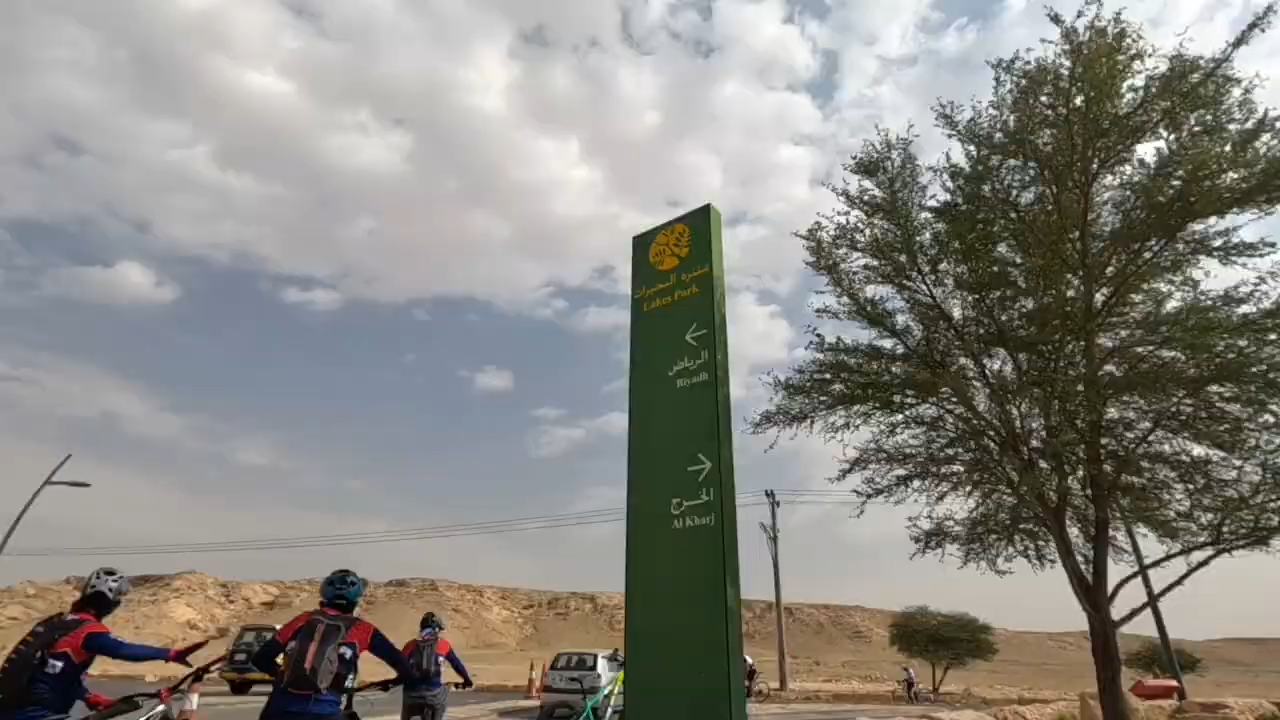 منتزه البحيرات
Lakes Park
الرياض
Riyadh
الخرج
Al Kharj